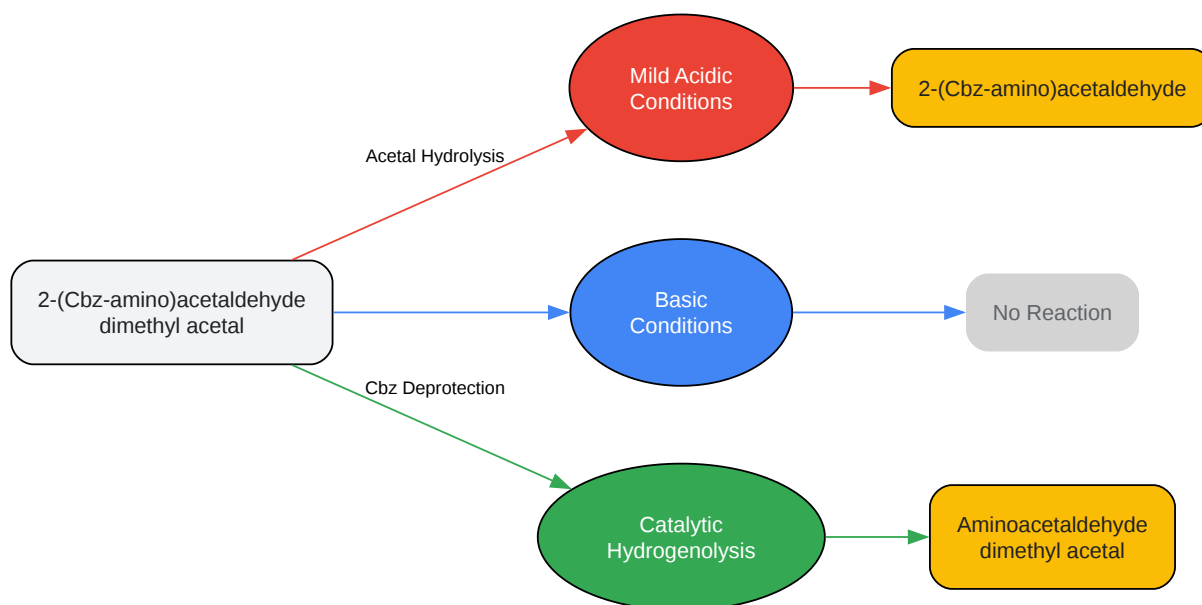 Mild Acidic
Conditions
2-(Cbz-amino)acetaldehyde
Acetal Hydrolysis
2-(Cbz-amino)acetaldehyde
dimethyl acetal
Basic
Conditions
No Reaction
Cbz Deprotection
Catalytic
Hydrogenolysis
Aminoacetaldehyde
dimethyl acetal